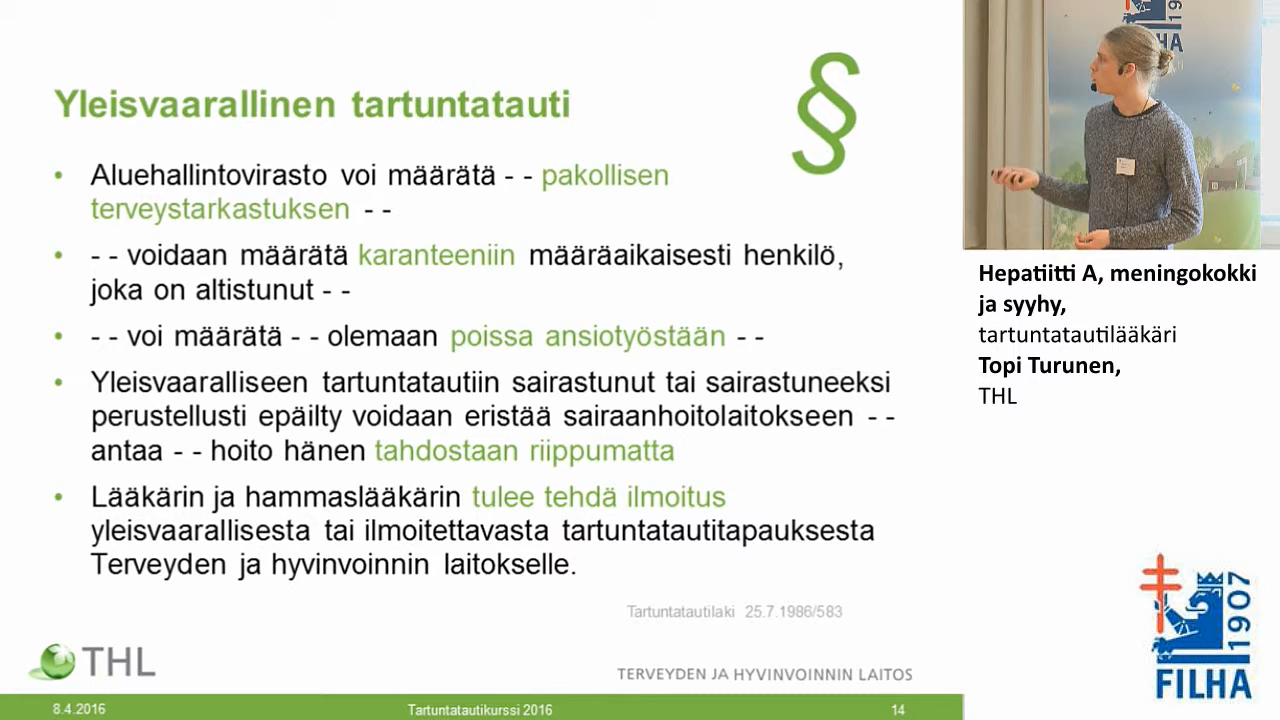 Yleisvaarallinen tartuntatauti
§
• Aluehallintovirasto voi määrätä - - pakollisen
terveystarkastuksen - -
• - - voidaan määrätä karanteeniin määräaikaisesti henkilö,
joka on altistunut - -
• - - voi määrätä - - olemaan poissa ansiotyöstään - -
• Yleisvaaralliseen tartuntatautiin sairastunut tai sairastuneeksi
perustellusti epäilty voidaan eristää sairaanhoitolaitokseen - -
antaa - - hoito hänen tahdostaan riippumatta
• Lääkärin ja hammaslääkärin tulee tehdä ilmoitus
yleisvaarallisesta tai ilmoitettavasta tartuntatautitapauksesta
Terveyden ja hyvinvoinnin laitokselle.
Tartuntatautilaki 25.7.1986/583
THL
TERVEYDEN JA HYVINVOINNIN LAITOS
8.4.2016
Tartuntatautikurssi 2016
14
Hepatiitti A, meningokokki
ja syyhy,
tartuntatautilääkäri
Topi Turunen,
THL
1907
FILHA